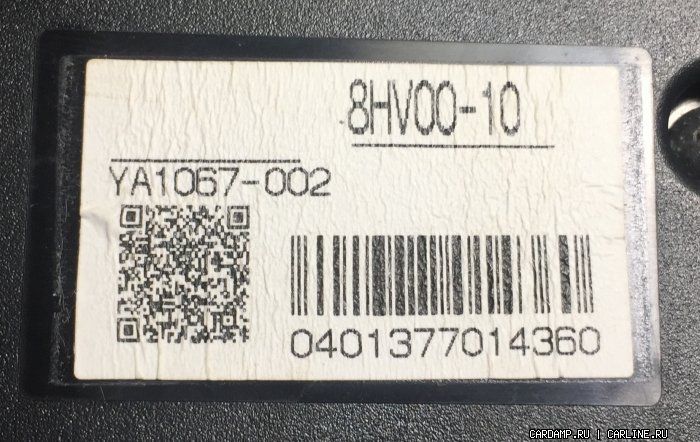 8HV00-10
YA1067-002
0401377014360
CARDAMP.RU | CARLINE.RU